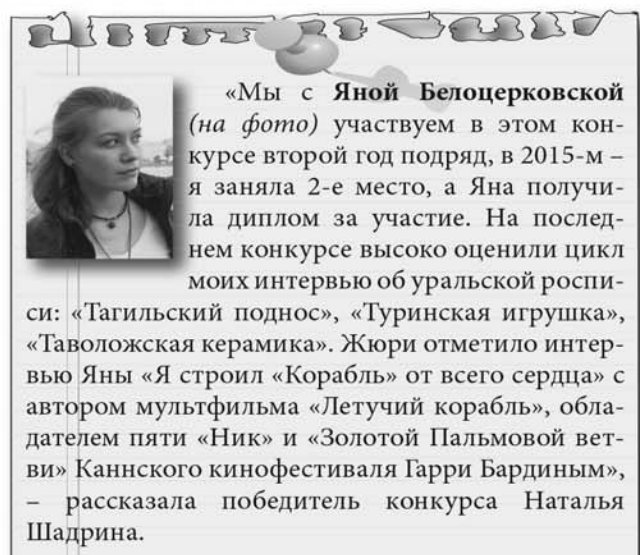 «Мы с Яной Белоцерковской
(на фото) участвуем в этом кон-
курсе второй год подряд, в 2015-м –
я заняла 2-е место, а Яна получи-
ла диплом за участие. На послед-
нем конкурсе высоко оценили цикл
моих интервью об уральской роспи-
си: «Тагильский поднос», «Туринская игрушка»,
«Таволожская керамика». Жюри отметило интер-
вью Яны «Я строил «Корабль» от всего сердца» с
автором мультфильма «Летучий корабль», обла-
дателем пяти «Ник» и «Золотой Пальмовой вет-
ви» Каннского кинофестиваля Гарри Бардиным»,
– рассказала победитель конкурса Наталья
Шадрина.